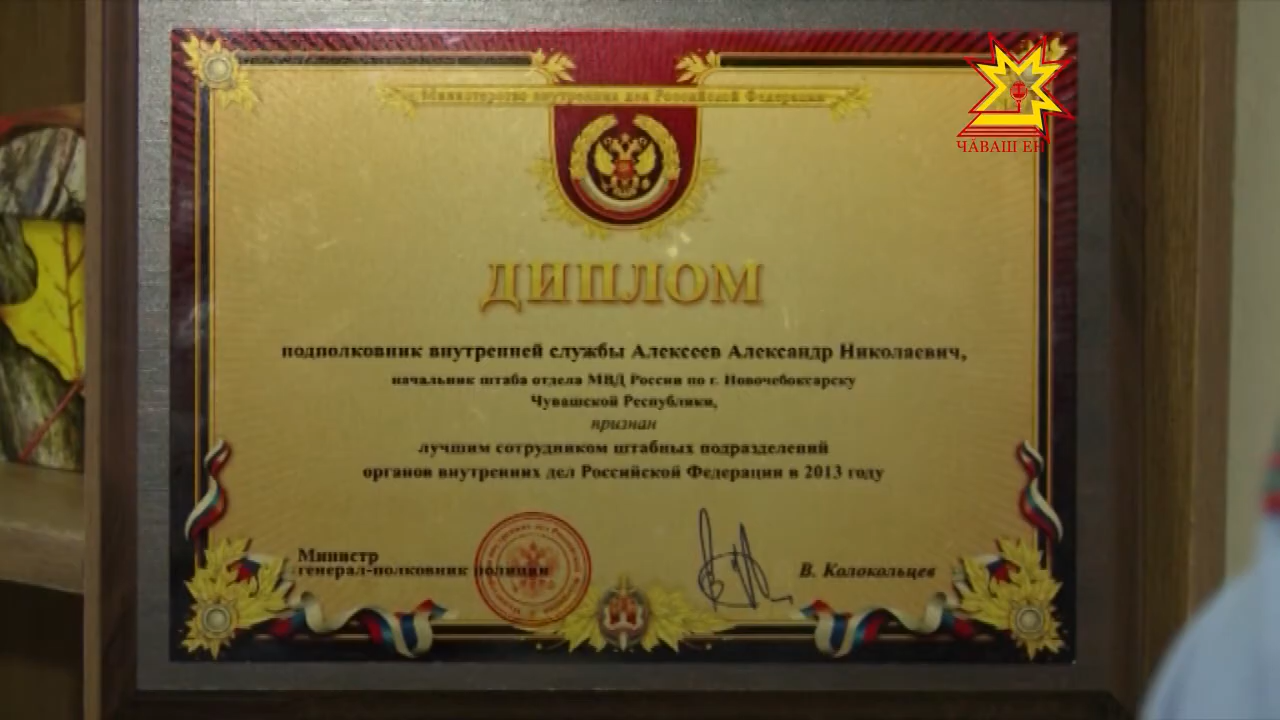 ЧӐВАШ ЕН
Министерство внутренних дел Российской Федерации
ДИПЛОМ
подполковник внутренней службы Алексеев Александр Николаевич,
начальник штаба отдела МВД России по г. Новочебоксарску
Чувашской Республики,
признан
лучшим сотрудником штабных подразделений
органов внутренних дел Российской Федерации в 2013 году
Министр
генерал-полковник полиции
В. Колокольцев